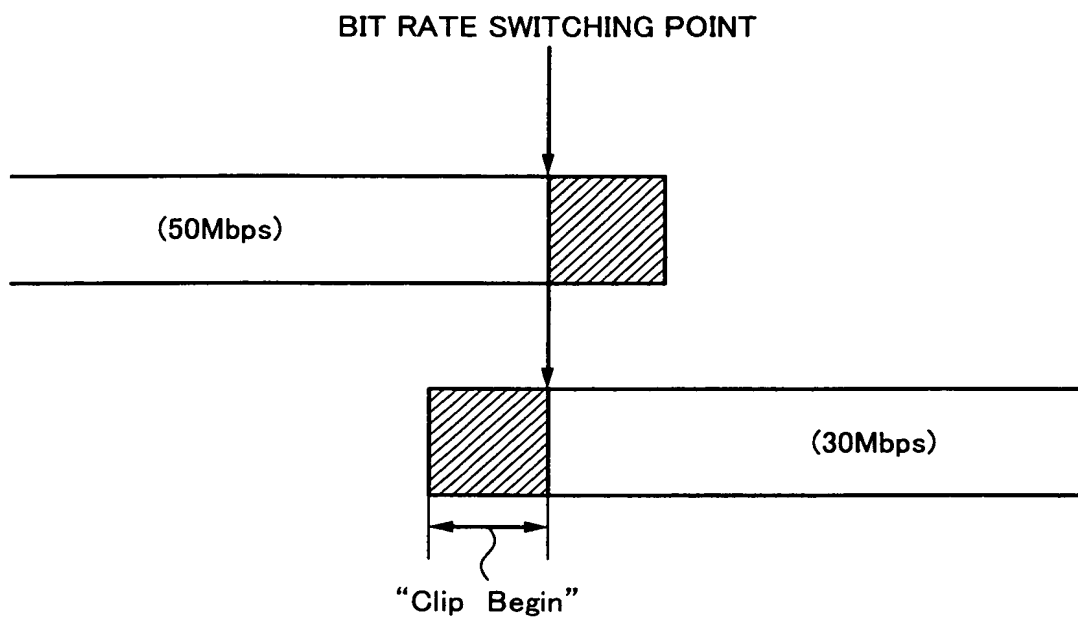 BIT RATE SWITCHING POINT
(50Mbps)
(30Mbps)
“Clip Begin”